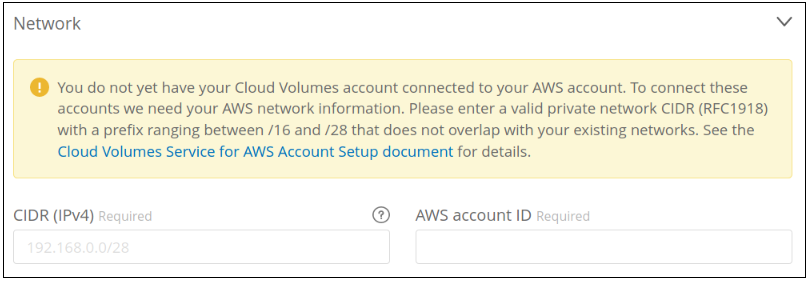 Network
You do not yet have your Cloud Volumes account connected to your AWS account. To connect these
accounts we need your AWS network information. Please enter a valid private network CIDR (RFC1918)
with a prefix ranging between /16 and /28 that does not overlap with your existing networks. See the
Cloud Volumes Service for AWS Account Setup document for details.
CIDR (IPv4) Required
AWS account ID Required
192.168.0.0/28